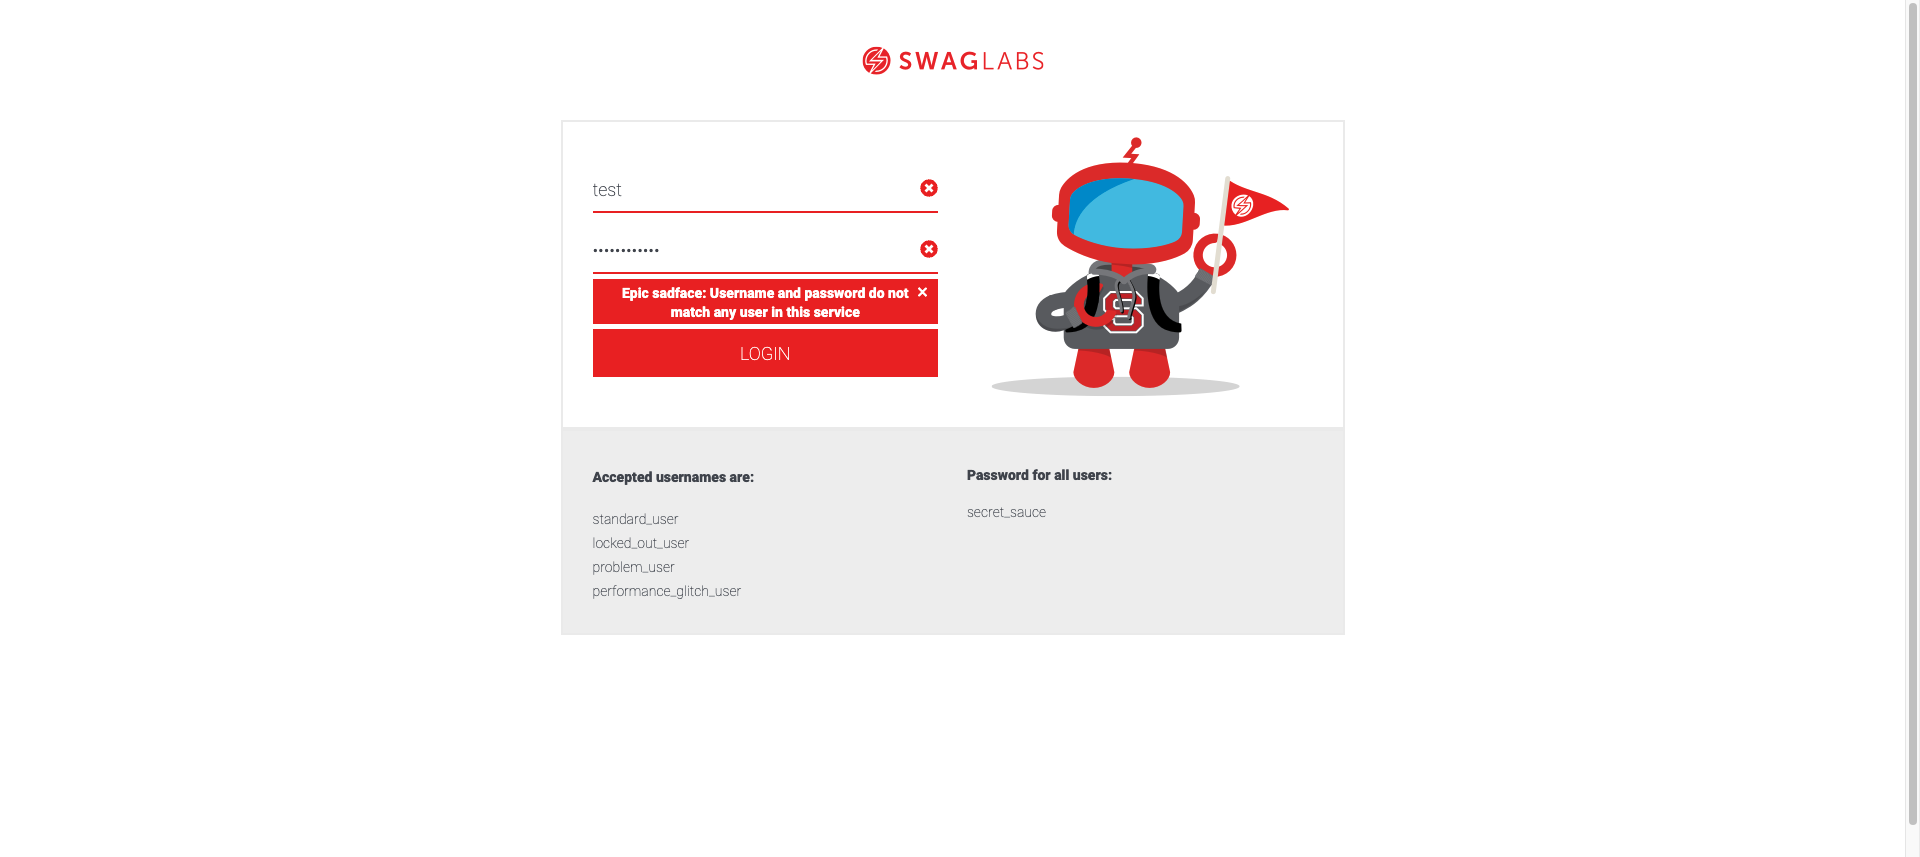 SWAGLABS
test
••••••••••••
Epic sadface: Username and password do not
match any user in this service
LOGIN
S
Accepted usernames are:
standard_user
locked_out_user
problem_user
performance_glitch_user
Password for all users:
secret_sauce